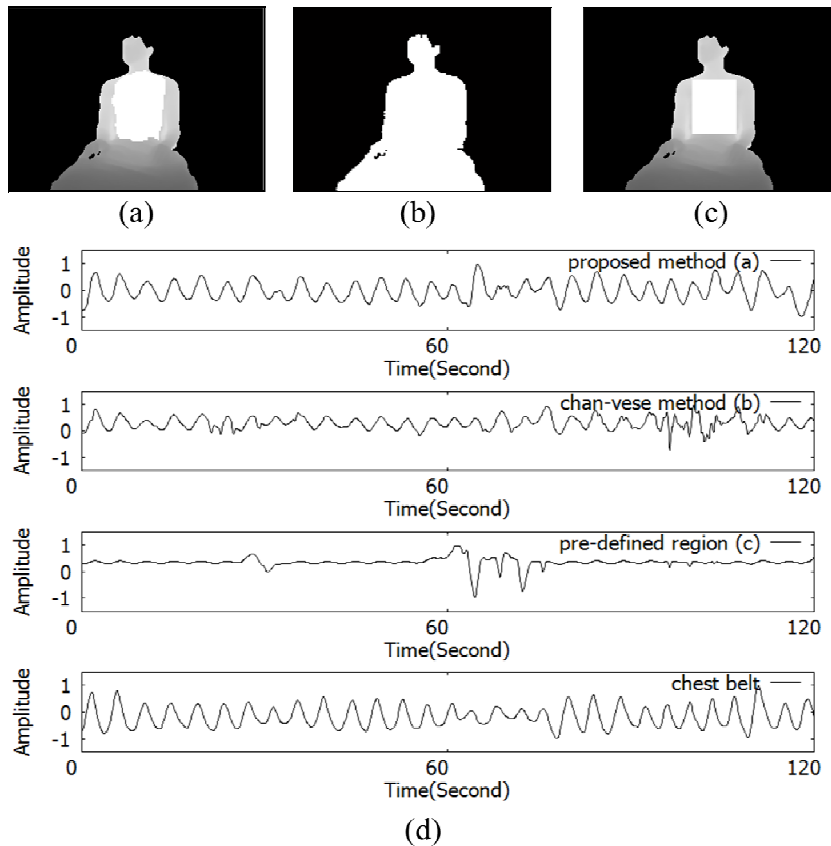 (a) (b) (c)
Amplitude
1
0
-1
proposed method (a)
0 60 120
Time(Second)
Amplitude
1
0
-1
chan-vese method (b)
0 60 120
Time(Second)
Amplitude
1
0
-1
pre-defined region (c)
0 60 120
Time(Second)
Amplitude
1
0
-1
chest belt
0 60 120
Time(Second)
(d)